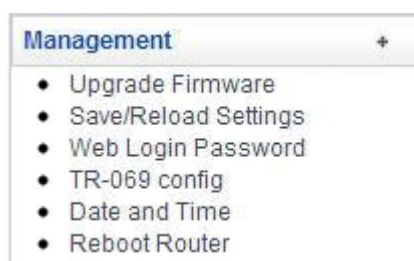 Management +
• Upgrade Firmware
• Save/Reload Settings
• Web Login Password
• TR-069 config
• Date and Time
• Reboot Router